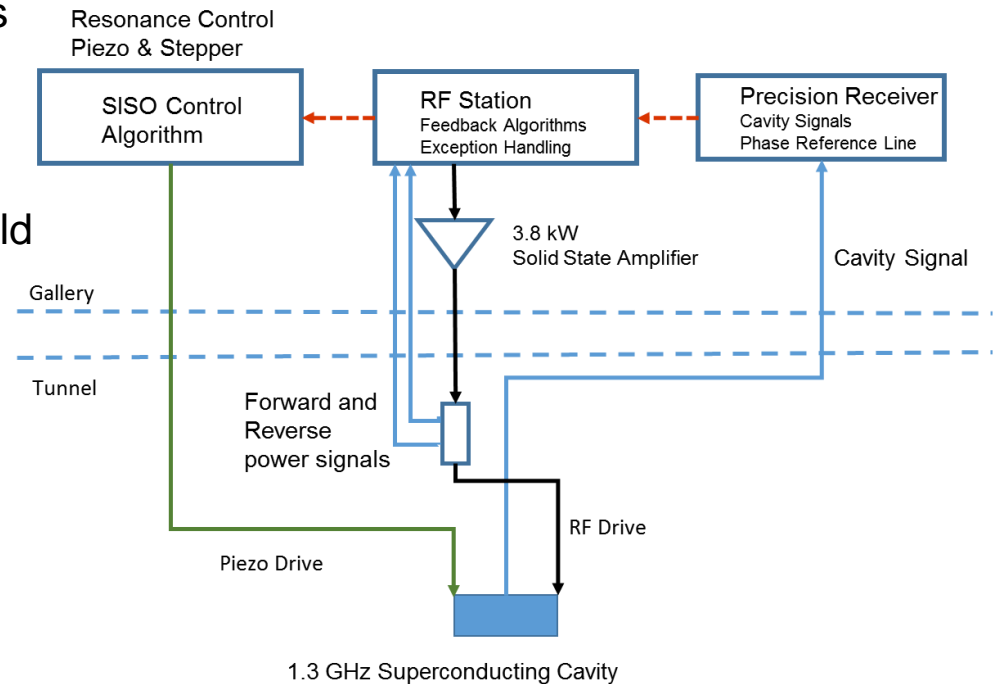 s
Resonance Control
Piezo & Stepper
SISO Control
Algorithm
RF Station
Feedback Algorithms
Exception Handling
Precision Receiver
Cavity Signals
Phase Reference Line
ld
3.8 kW
Solid State Amplifier
Cavity Signal
Gallery
Tunnel
Forward and
Reverse
power signals
RF Drive
Piezo Drive
1.3 GHz Superconducting Cavity